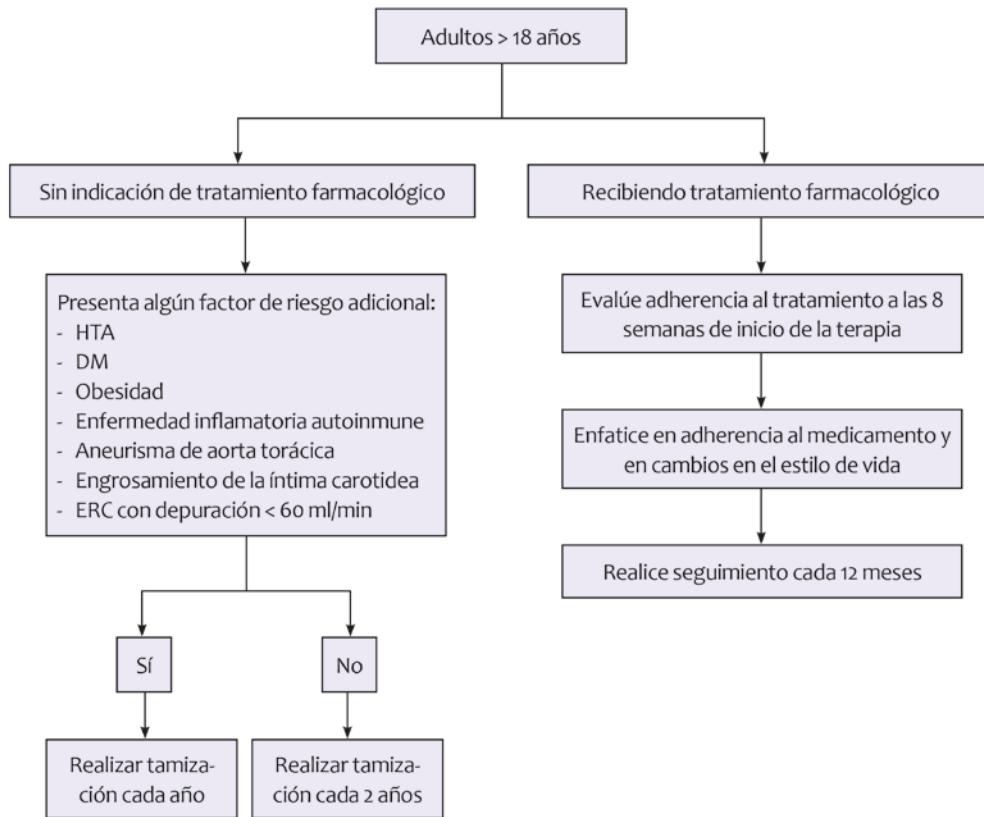 Adultos > 18 años
Sin indicación de tratamiento farmacológico
Recibiendo tratamiento farmacológico
Presenta algún factor de riesgo adicional:
- HTA
- DM
- Obesidad
- Enfermedad inflamatoria autoinmune
- Aneurisma de aorta torácica
- Engrosamiento de la íntima carotidea
- ERC con depuración < 60 ml/min
Evalúe adherencia al tratamiento a las 8
semanas de inicio de la terapia
Enfatice en adherencia al medicamento y
en cambios en el estilo de vida
Realice seguimiento cada 12 meses
Sí
No
Realizar tamiza-
ción cada año
Realizar tamiza-
ción cada 2 años